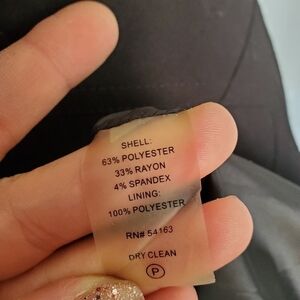 SHELL:
63% POLYESTER
33% RAYON
4% SPANDEX
LINING:
100% POLYESTER
RN# 54163
DRY CLEAN
P